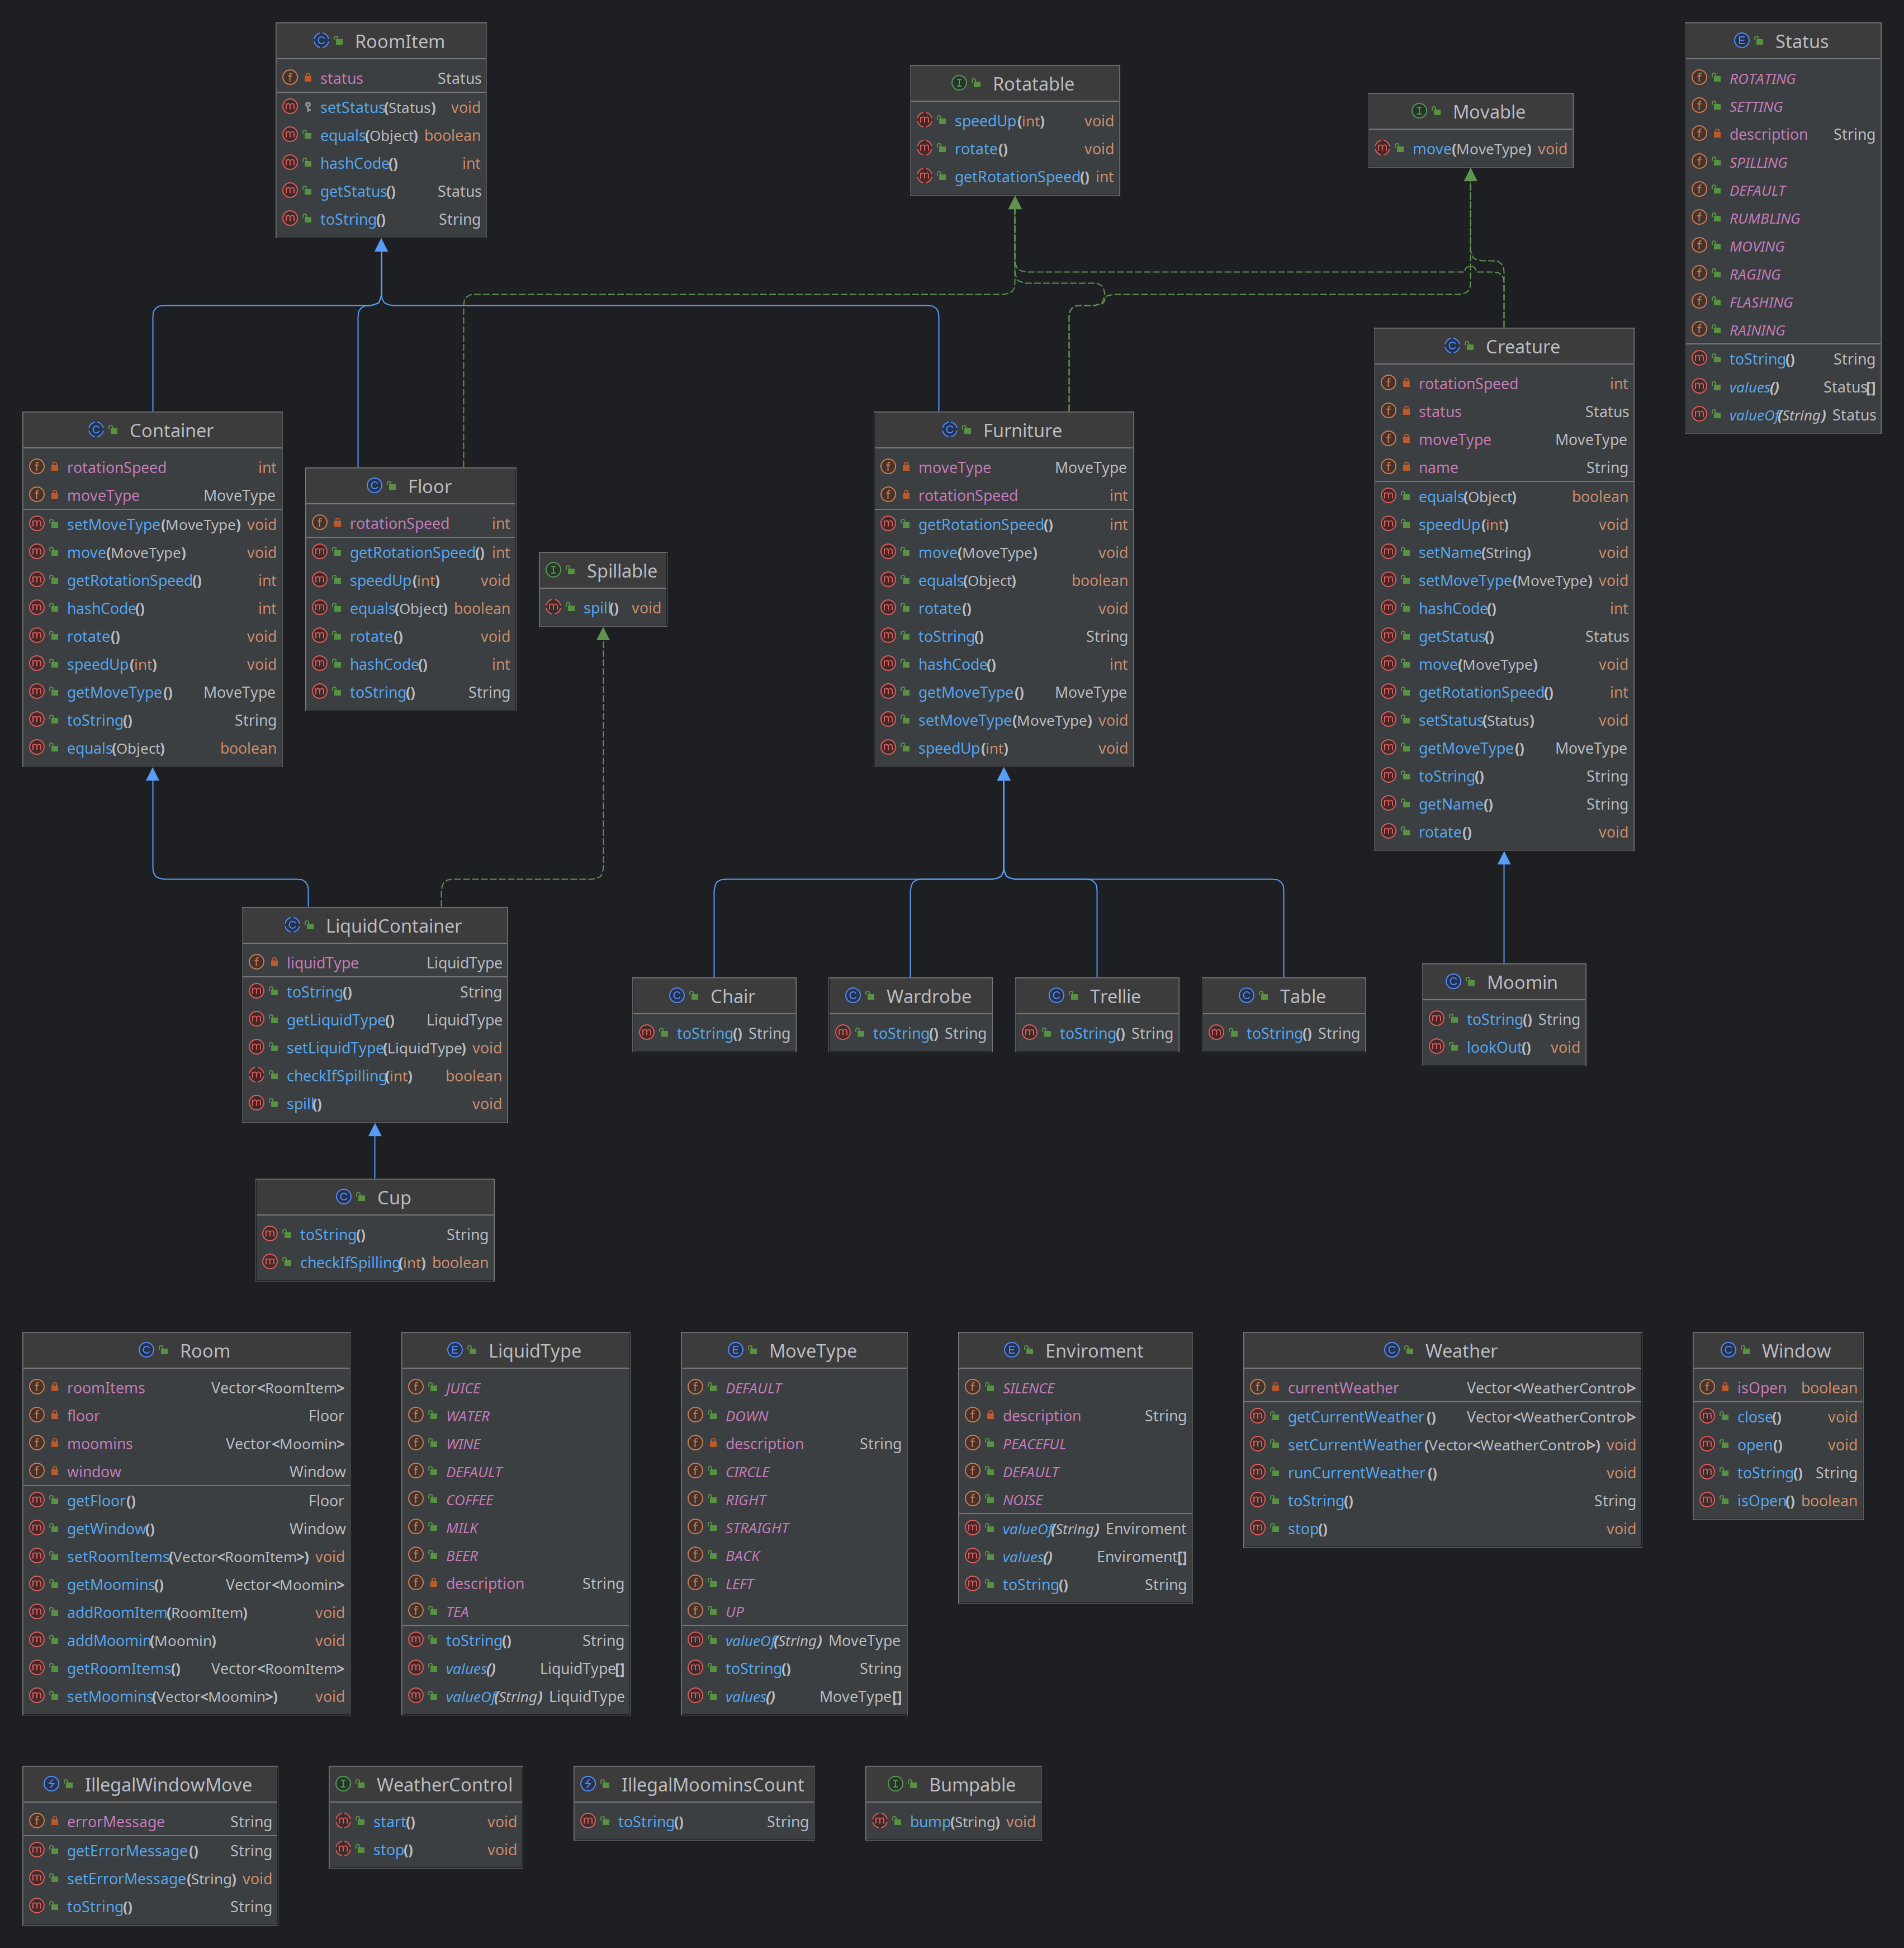 RoomItem
status Status
setStatus(Status) void
equals(Object) boolean
hashCode() int
getStatus() Status
toString() String
Rotatable
speedUp(int) void
rotate() void
getRotationSpeed() int
Movable
move(MoveType) void
Status
ROTATING
SETTING
description String
SPILLING
DEFAULT
RUMBLING
MOVING
RAGING
FLASHING
RAINING
toString() String
values() Status[]
valueOf(String) Status
Container
rotationSpeed int
moveType MoveType
setMoveType(MoveType) void
move(MoveType) void
getRotationSpeed() int
hashCode() int
rotate() void
speedUp(int) void
getMoveType() MoveType
toString() String
equals(Object) boolean
Floor
rotationSpeed int
getRotationSpeed() int
speedUp(int) void
equals(Object) boolean
rotate() void
hashCode() int
toString() String
Spillable
spill() void
Furniture
moveType MoveType
rotationSpeed int
getRotationSpeed() int
move(MoveType) void
equals(Object) boolean
rotate() void
toString() String
hashCode() int
getMoveType() MoveType
setMoveType(MoveType) void
speedUp(int) void
Creature
rotationSpeed int
status Status
moveType MoveType
name String
equals(Object) boolean
speedUp(int) void
setName(String) void
setMoveType(MoveType) void
hashCode() int
getStatus() Status
move(MoveType) void
getRotationSpeed() int
setStatus(Status) void
getMoveType() MoveType
toString() String
getName() String
rotate() void
LiquidContainer
liquidType LiquidType
toString() String
getLiquidType() LiquidType
setLiquidType(LiquidType) void
checkIfSpilling(int) boolean
spill() void
Chair
toString() String
Wardrobe
toString() String
Trellie
toString() String
Table
toString() String
Moomin
toString() String
lookOut() void
Cup
toString() String
checkIfSpilling(int) boolean
Room
roomItems Vector<RoomItem>
floor Floor
moomins Vector<Moomin>
window Window
getFloor() Floor
getWindow() Window
setRoomItems(Vector<RoomItem>) void
getMoomins() Vector<Moomin>
addRoomItem(RoomItem) void
addMoomin(Moomin) void
getRoomItems() Vector<RoomItem>
setMoomins(Vector<Moomin>) void
LiquidType
JUICE
WATER
WINE
DEFAULT
COFFEE
MILK
BEER
description String
TEA
toString() String
values() LiquidType[]
valueOf(String) LiquidType
MoveType
DEFAULT
DOWN
description String
CIRCLE
RIGHT
STRAIGHT
BACK
LEFT
UP
valueOf(String) MoveType
toString() String
values() MoveType[]
Enviroment
SILENCE
description String
PEACEFUL
DEFAULT
NOISE
valueOf(String) Enviroment
values() Enviroment[]
toString() String
Weather
currentWeather Vector<WeatherControl>
getCurrentWeather() Vector<WeatherControl>
setCurrentWeather(Vector<WeatherControl>) void
runCurrentWeather() void
toString() String
stop() void
Window
isOpen boolean
close() void
open() void
toString() String
isOpen() boolean
IllegalWindowMove
errorMessage String
getErrorMessage() String
setErrorMessage(String) void
toString() String
WeatherControl
start() void
stop() void
IllegalMoominsCount
toString() String
Bumpable
bump(String) void